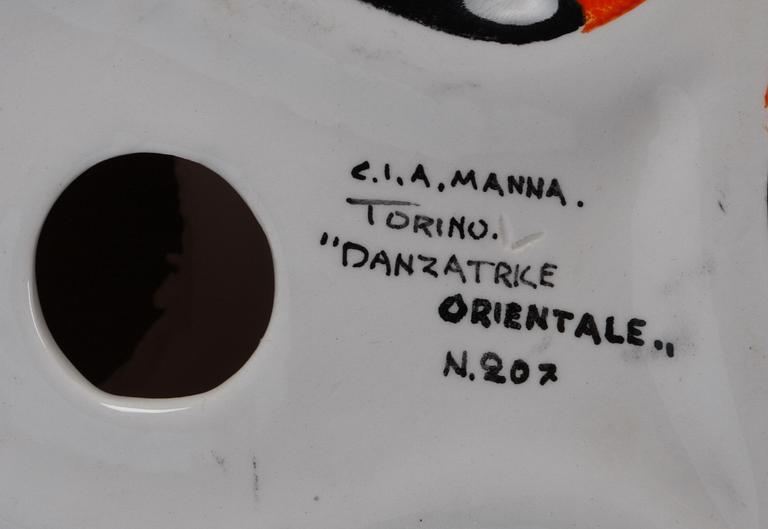 C.I.A. MANNA.
TORINO.
"DANZATRICE
ORIENTALE„
N.207